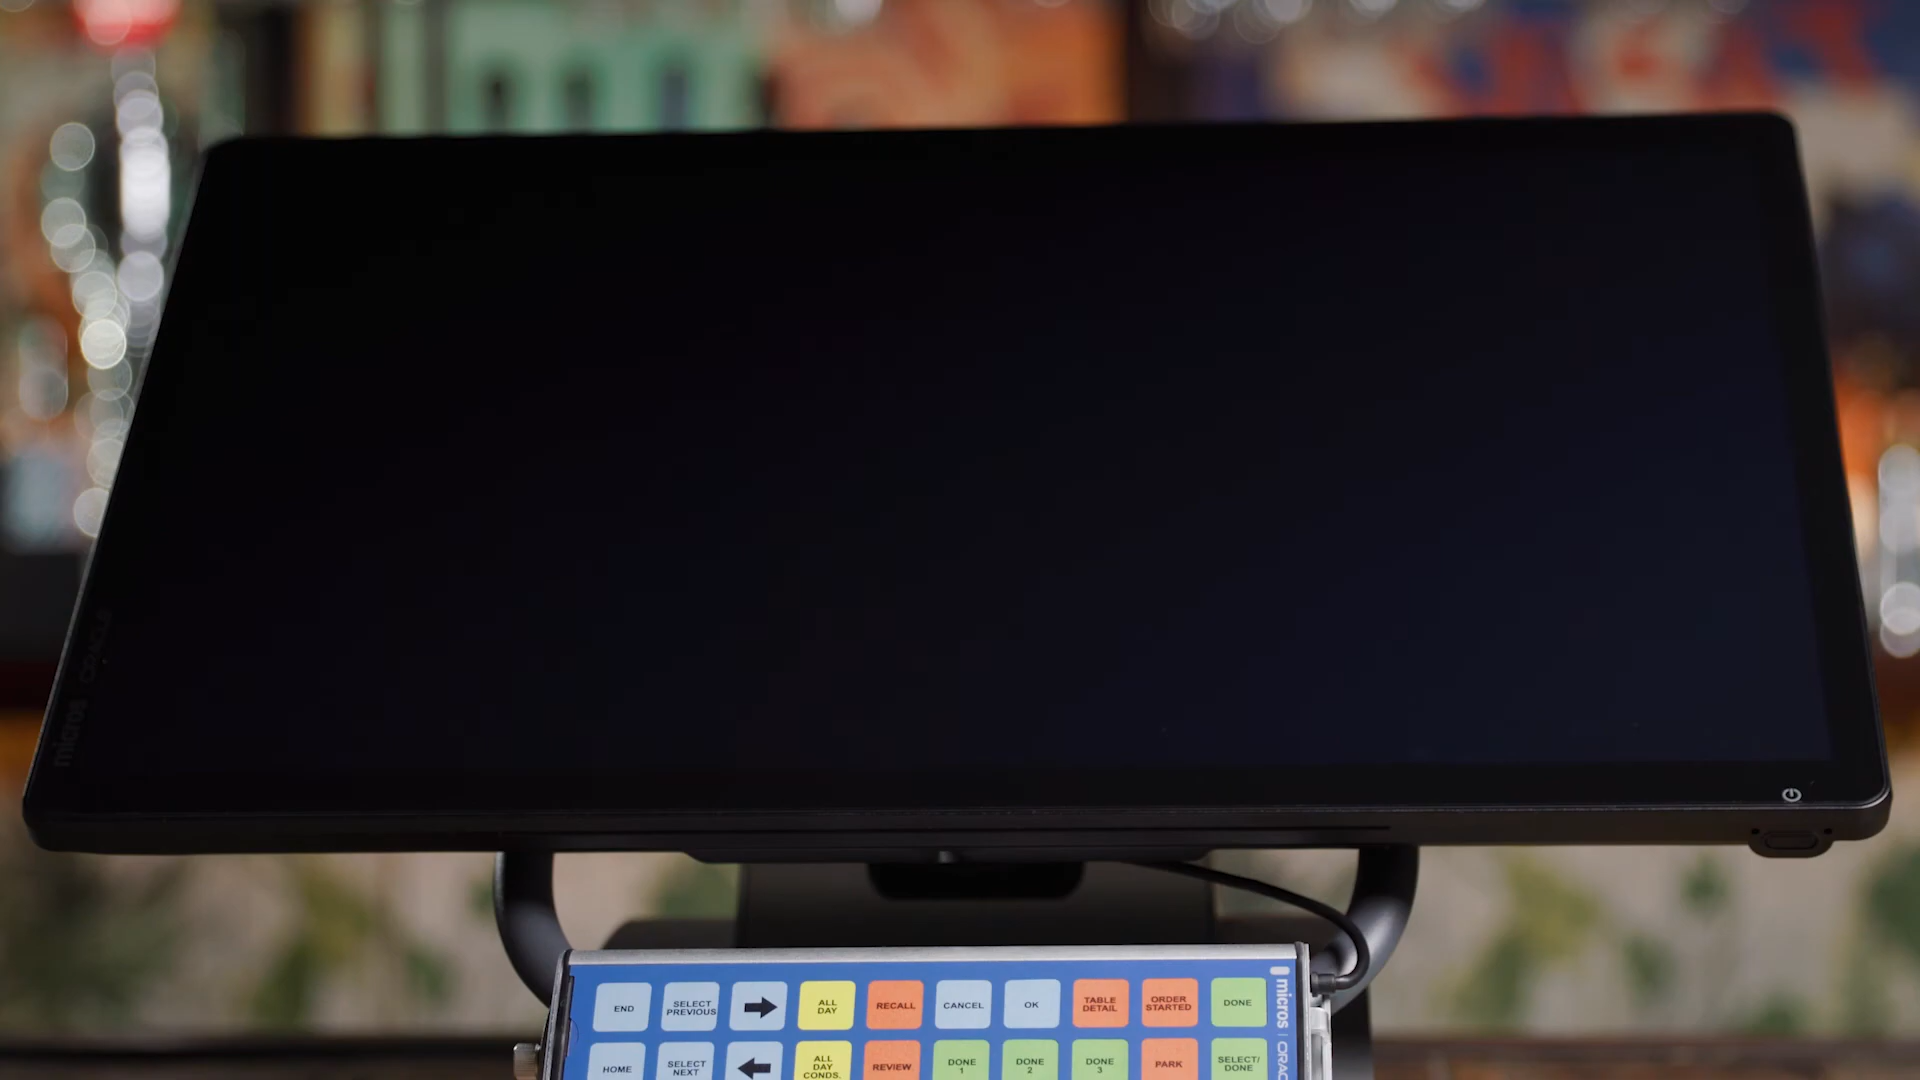 micros ORACLE
END
SELECT
PREVIOUS
ALL
DAY
RECALL
CANCEL
OK
TABLE
DETAIL
ORDER
STARTED
DONE
micros
HOME
SELECT
NEXT
ALL
DAY
CONDS.
REVIEW
DONE
1
DONE
2
DONE
3
PARK
SELECT/
DONE